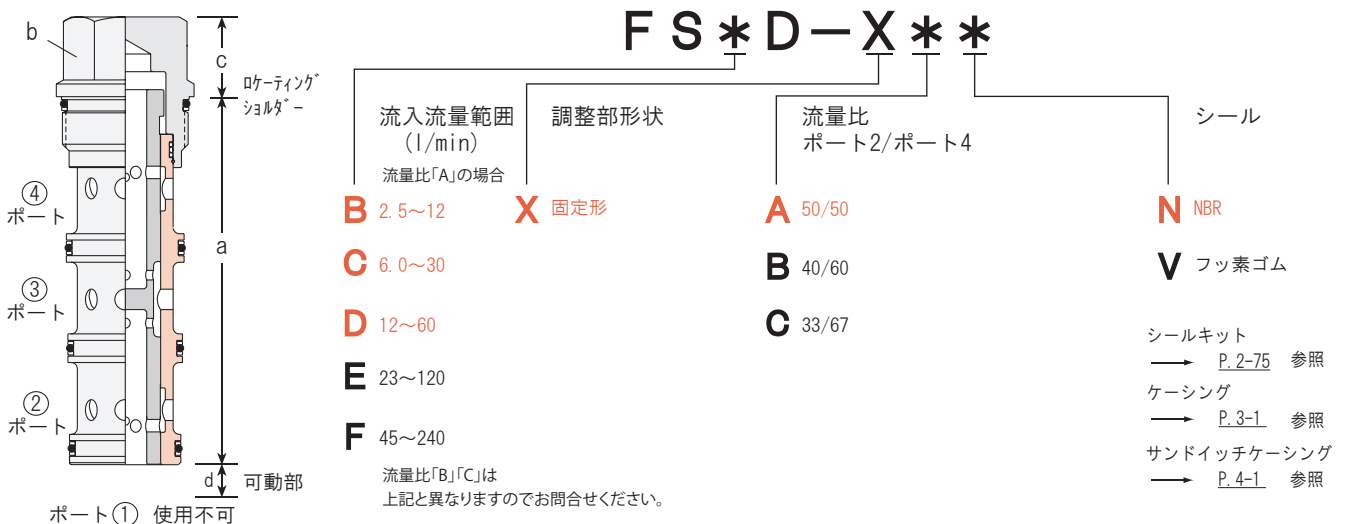 FS*D-X**
b
c
ロケーティング
ショルダー
a
④
ポート
③
ポート
②
ポート
d
可動部
ポート① 使用不可
流入流量範囲
(l/min)
流量比「A」の場合
B 2.5～12
C 6.0～30
D 12～60
E 23～120
F 45～240
流量比「B」「C」は
上記と異なりますのでお問合せください。
調整部形状
X 固定形
流量比
ポート2/ポート4
A 50/50
B 40/60
C 33/67
シール
N NBR
V フッ素ゴム
シールキット
→ P.2-75 参照
ケーシング
→ P.3-1 参照
サンドイッチケーシング
→ P.4-1 参照